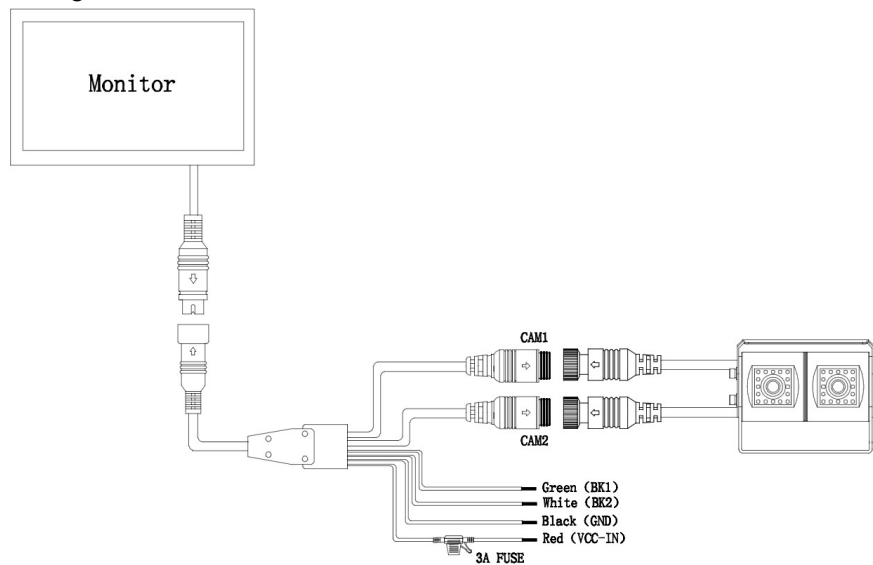 Monitor
CAM1
CAM2
Green (BK1)
White (BK2)
Black (GND)
Red (VCC-IN)
3A FUSE